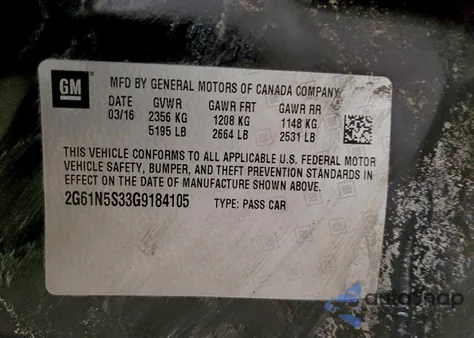 GM
MFD BY GENERAL MOTORS OF CANADA COMPANY
DATE GVWR GAWR FRT GAWR RR
03/16 2356 KG 1208 KG 1148 KG
5195 LB 2664 LB 2531 LB
THIS VEHICLE CONFORMS TO ALL APPLICABLE U.S. FEDERAL MOTOR
VEHICLE SAFETY, BUMPER, AND THEFT PREVENTION STANDARDS IN
EFFECT ON THE DATE OF MANUFACTURE SHOWN ABOVE.
2G61N5S33G9184105 TYPE: PASS CAR
autoSnap